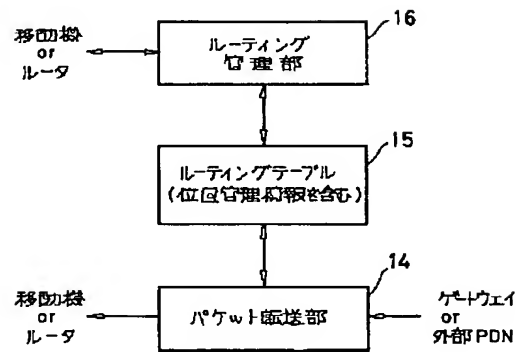 移動機
or
ルータ
ルーティング
管理部
16
ルーティングテーブル
(位置管理情報を含む)
15
移動機
or
ルータ
パケット転送部
14
ゲートウェイ
or
外部PDN